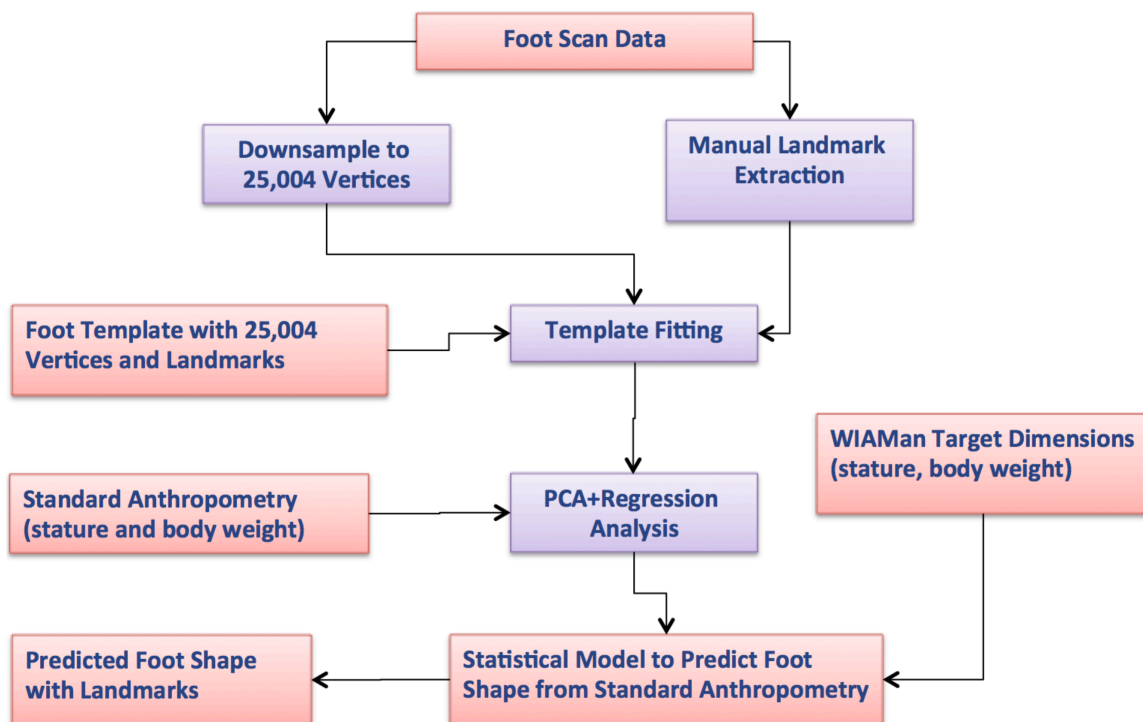 Foot Scan Data
Downsample to
25,004 Vertices
Manual Landmark
Extraction
Foot Template with 25,004
Vertices and Landmarks
Template Fitting
WIAMan Target Dimensions
(stature, body weight)
Standard Anthropometry
(stature and body weight)
PCA+Regression
Analysis
Predicted Foot Shape
with Landmarks
Statistical Model to Predict Foot
Shape from Standard Anthropometry